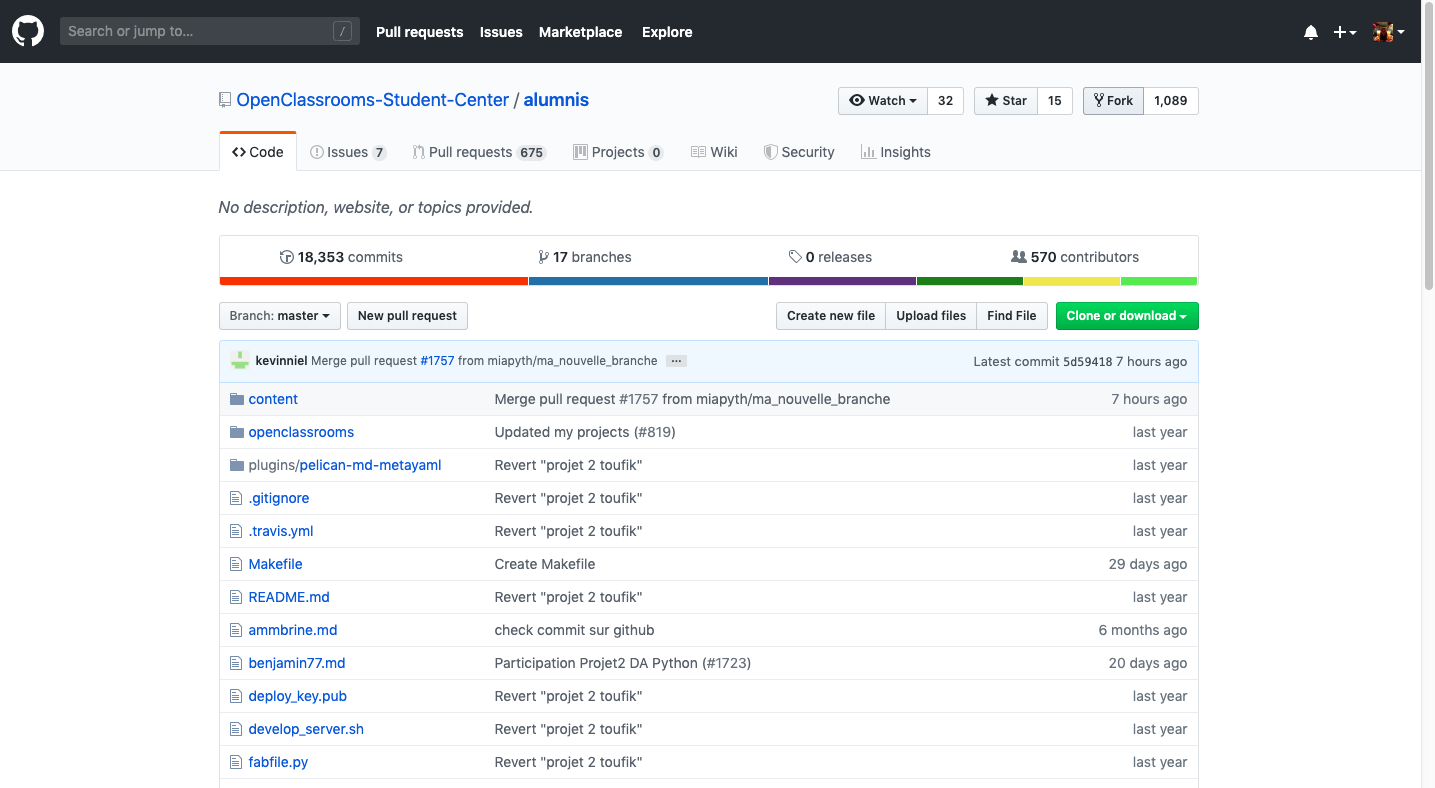 Search or jump to... / Pull requests Issues Marketplace Explore
OpenClassrooms-Student-Center / alumnis Watch 32 Star 15 Fork 1,089
Code Issues 7 Pull requests 675 Projects 0 Wiki Security Insights
No description, website, or topics provided.
18,353 commits 17 branches 0 releases 570 contributors
Branch: master New pull request Create new file Upload files Find File Clone or download
kevinniel Merge pull request #1757 from miapyth/ma_nouvelle_branche ... Latest commit 5d59418 7 hours ago
content Merge pull request #1757 from miapyth/ma_nouvelle_branche 7 hours ago
openclassrooms Updated my projects (#819) last year
plugins/pelican-md-metayaml Revert "projet 2 toufik" last year
.gitignore Revert "projet 2 toufik" last year
.travis.yml Revert "projet 2 toufik" last year
Makefile Create Makefile 29 days ago
README.md Revert "projet 2 toufik" last year
ammbrine.md check commit sur github 6 months ago
benjamin77.md Participation Projet2 DA Python (#1723) 20 days ago
deploy_key.pub Revert "projet 2 toufik" last year
develop_server.sh Revert "projet 2 toufik" last year
fabfile.py Revert "projet 2 toufik" last year